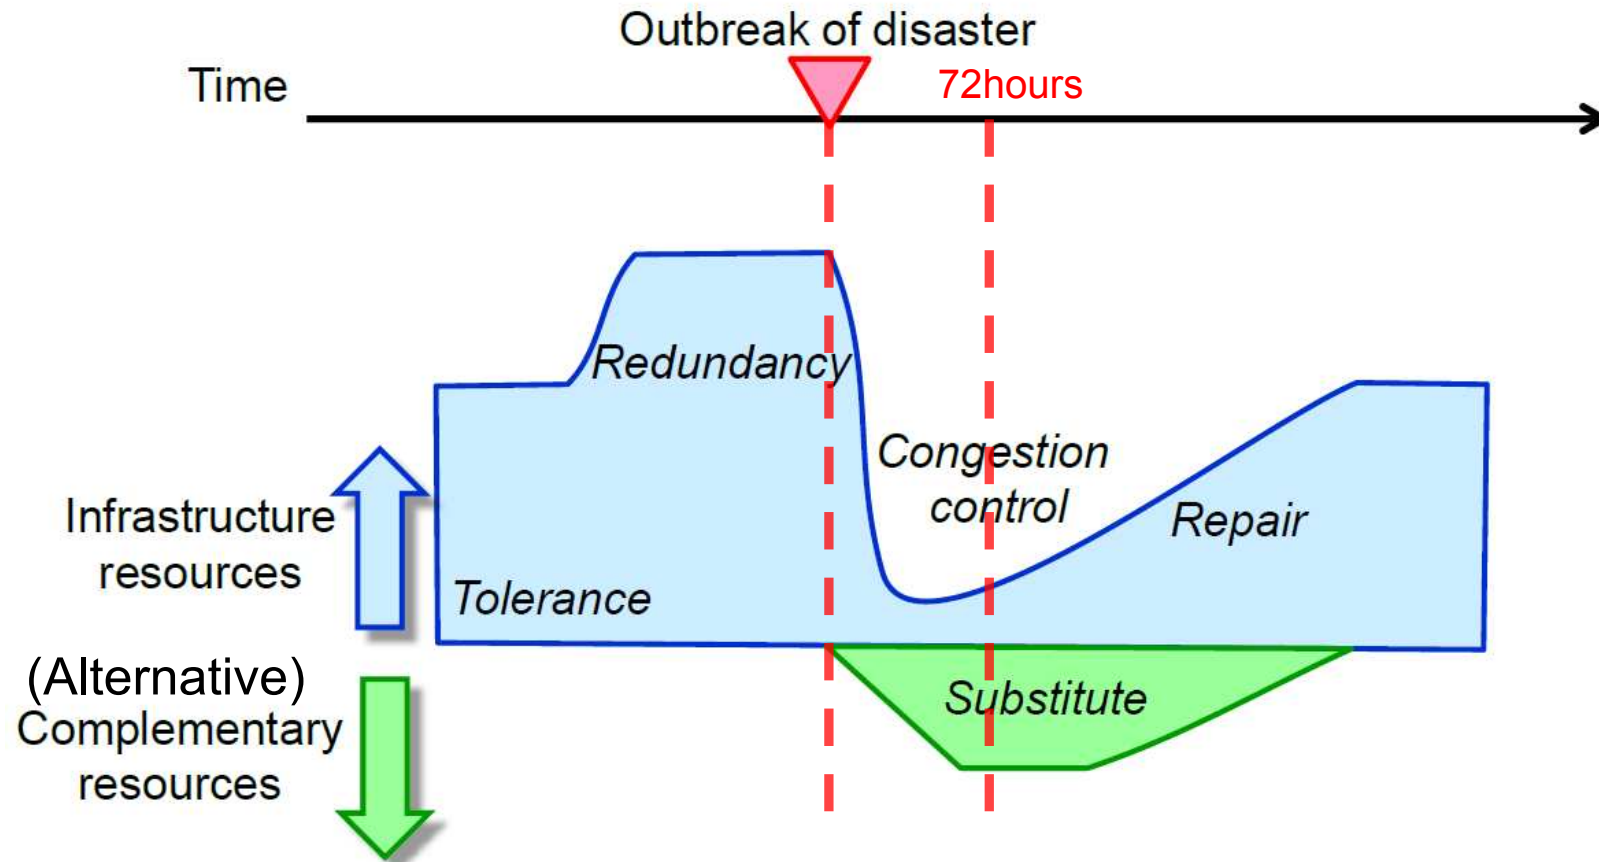 Outbreak of disaster
Time
72hours
Redundancy
Congestion
control
Repair
Infrastructure
resources
Tolerance
(Alternative)
Complementary
resources
Substitute